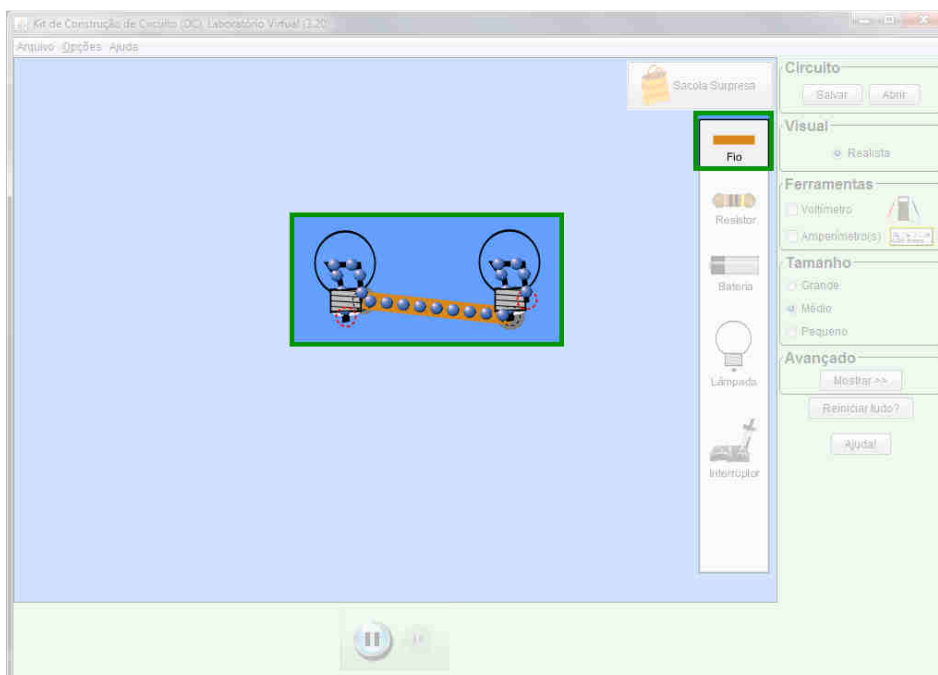 Kit de Construção de Circuito (DC), Laboratório Virtual (3.20)
Arquivo Opções Ajuda
Sacola Surpresa
Fio
Resistor
Bateria
Lâmpada
Interruptor
Circuito
Salvar Abrir
Visual
Realista
Ferramentas
Voltímetro
Amperímetro(s)
Tamanho
Grande
Médio
Pequeno
Avançado
Mostrar >>
Reiniciar tudo?
Ajuda!